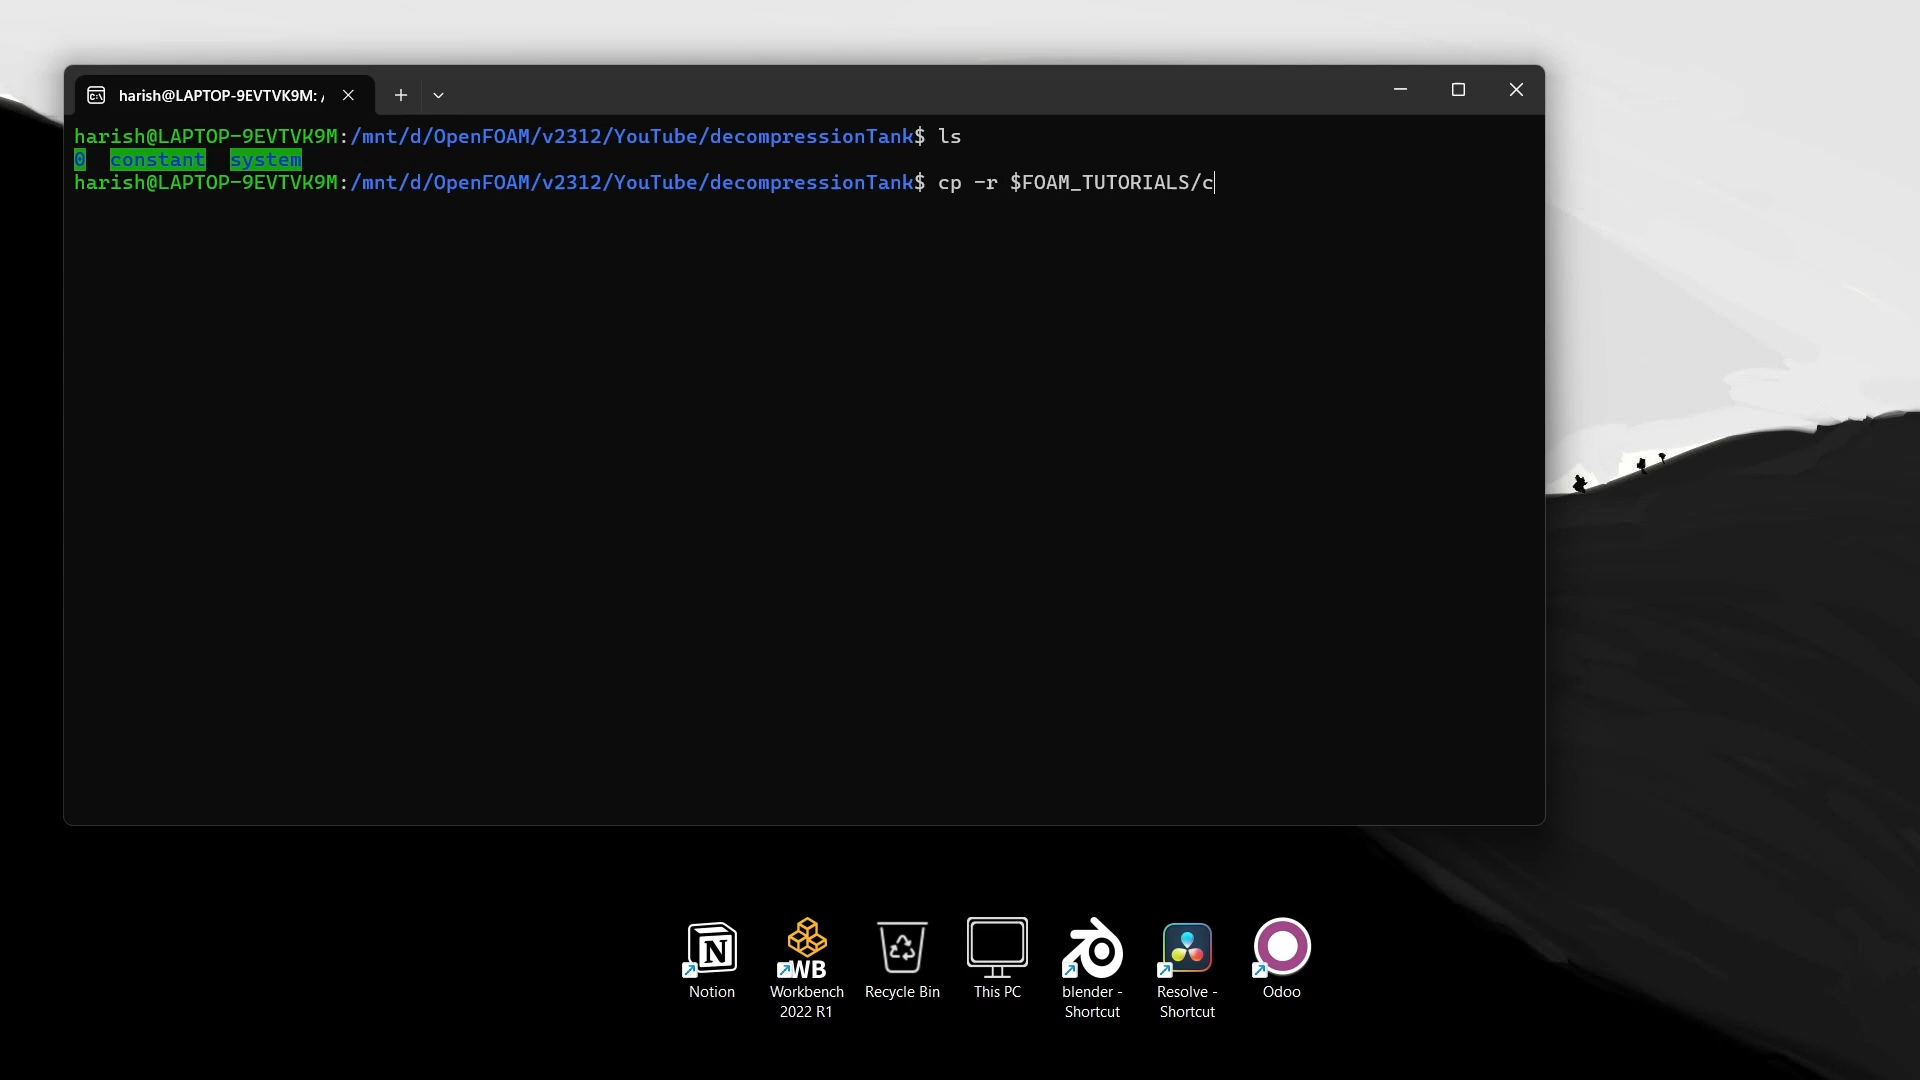 harish@LAPTOP-9EVTVK9M: /
harish@LAPTOP-9EVTVK9M:/mnt/d/OpenFOAM/v2312/YouTube/decompressionTank$ ls
0 constant system
harish@LAPTOP-9EVTVK9M:/mnt/d/OpenFOAM/v2312/YouTube/decompressionTank$ cp -r $FOAM_TUTORIALS/c
N
WB
Notion
Workbench 
2022 R1
Recycle Bin
This PC
blender -
Shortcut
Resolve -
Shortcut
Odoo